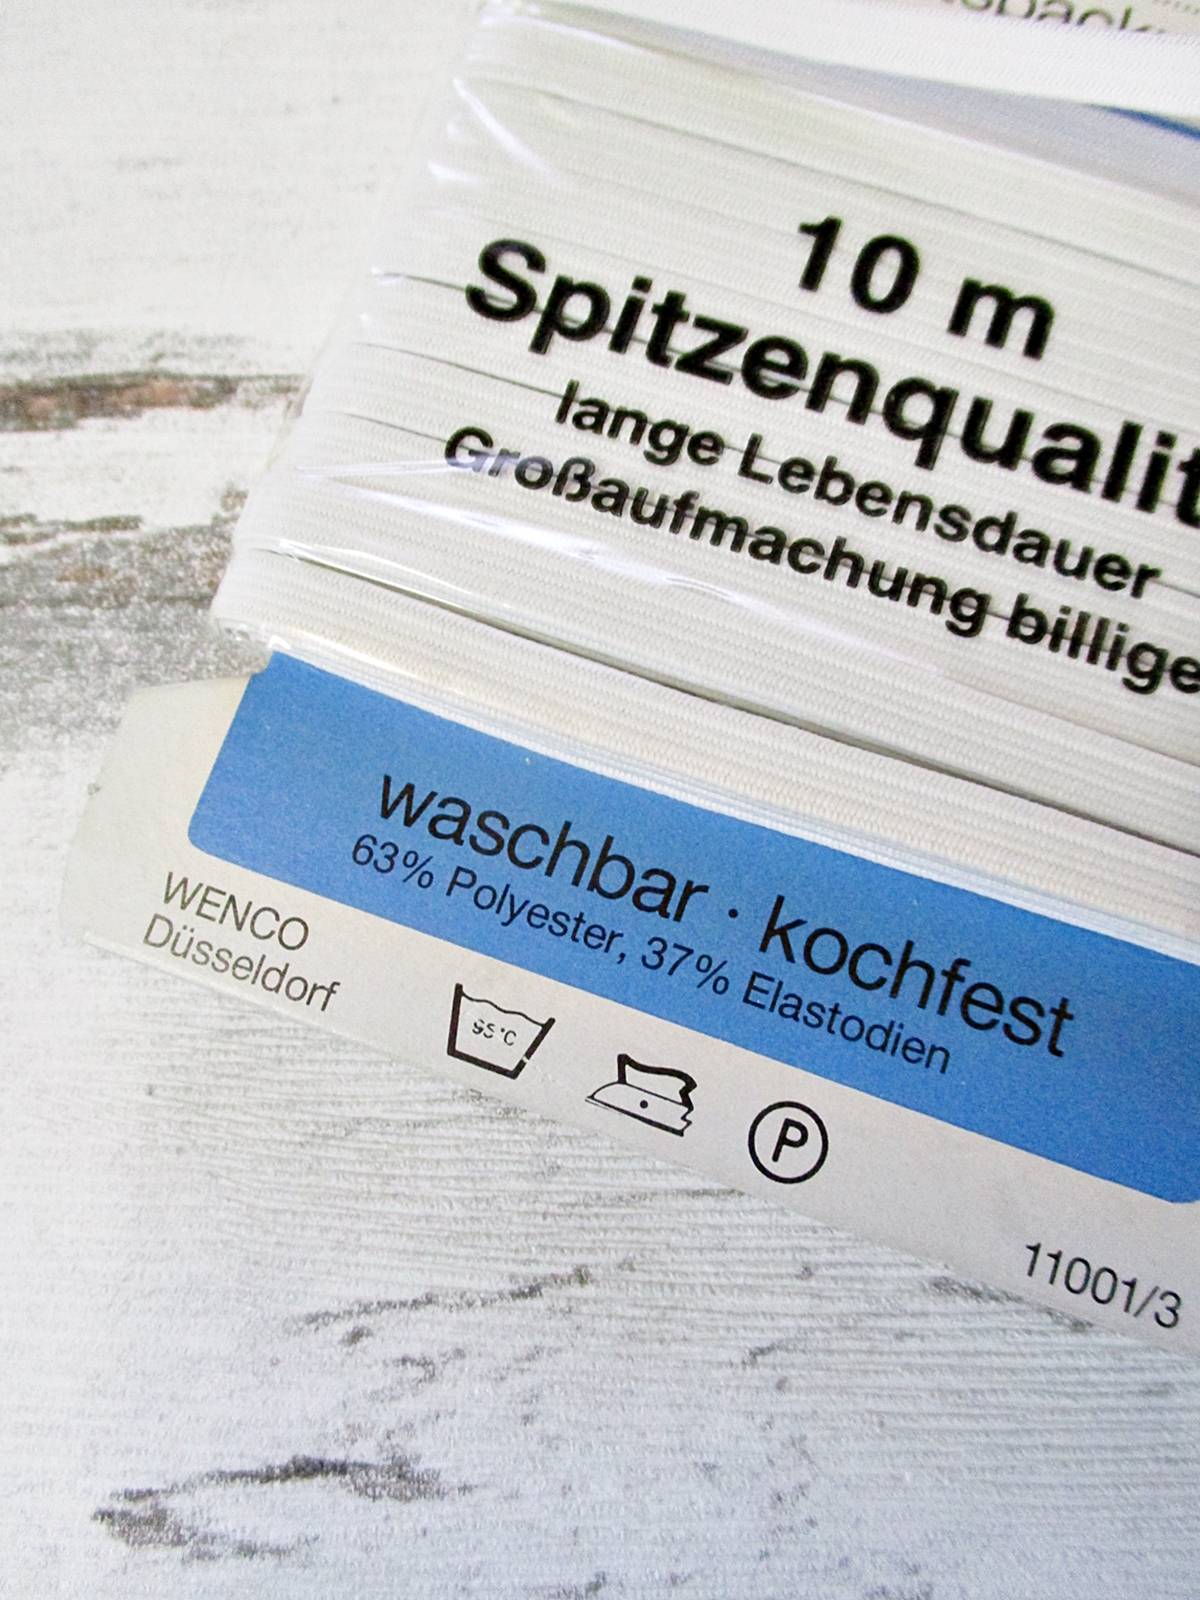 10 m
Spitzenqualit
lange Lebensdauer
Großaufmachung billige
waschbar · kochfest
63% Polyester, 37% Elastodien
WENCO
Düsseldorf
95°C
P
11001/3